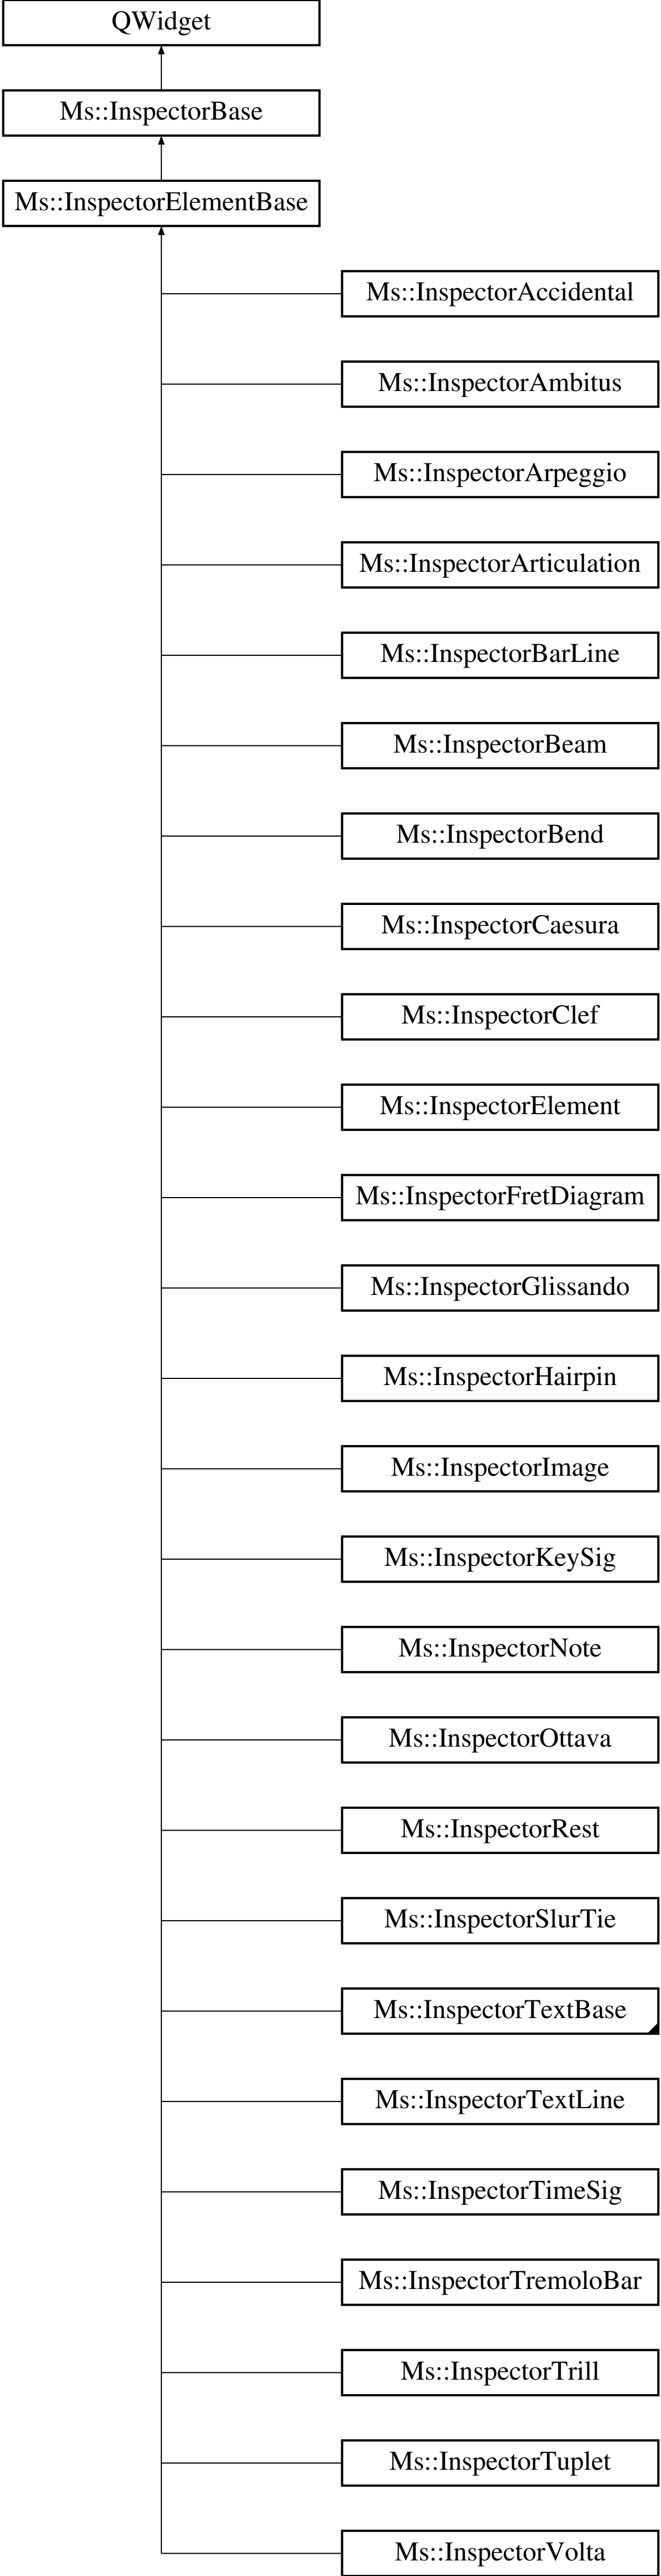 QWidget
Ms::InspectorBase
Ms::InspectorElementBase
Ms::InspectorAccidental
Ms::InspectorAmbitus
Ms::InspectorArpeggio
Ms::InspectorArticulation
Ms::InspectorBarLine
Ms::InspectorBeam
Ms::InspectorBend
Ms::InspectorCaesura
Ms::InspectorClef
Ms::InspectorElement
Ms::InspectorFretDiagram
Ms::InspectorGlissando
Ms::InspectorHairpin
Ms::InspectorImage
Ms::InspectorKeySig
Ms::InspectorNote
Ms::InspectorOttava
Ms::InspectorRest
Ms::InspectorSlurTie
Ms::InspectorTextBase
Ms::InspectorTextLine
Ms::InspectorTimeSig
Ms::InspectorTremoloBar
Ms::InspectorTrill
Ms::InspectorTuplet
Ms::InspectorVolta